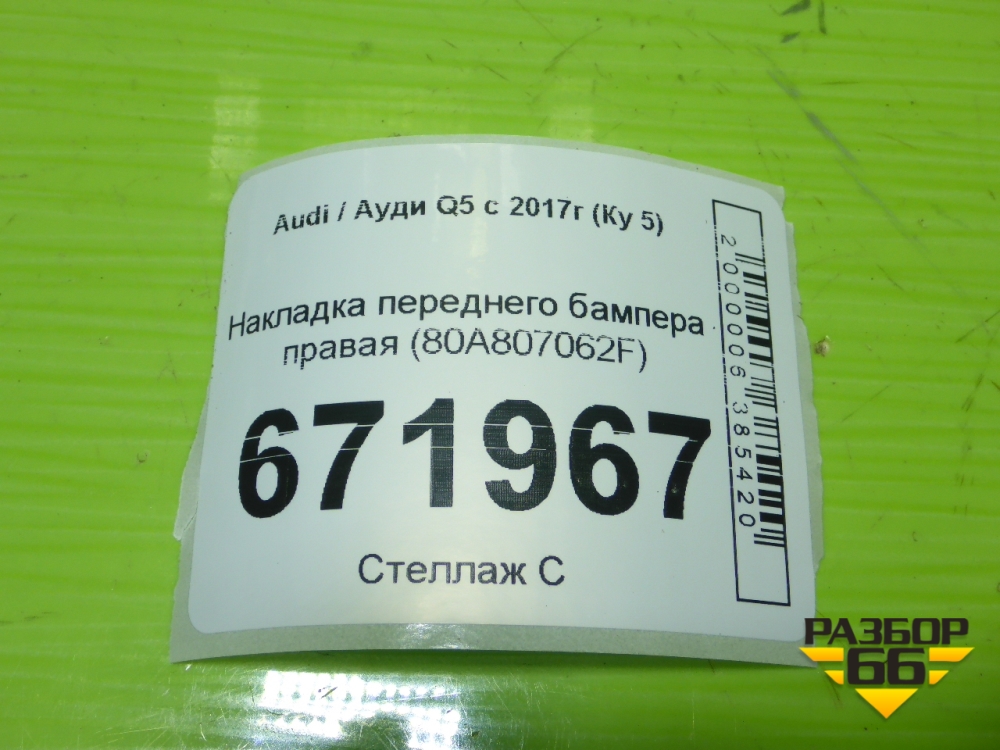 Audi / Ауди Q5 с 2017г (Ку 5)
Накладка переднего бампера
правая (80A807062F)
671967
Стеллаж С
2000006385420
РАЗБОР
66